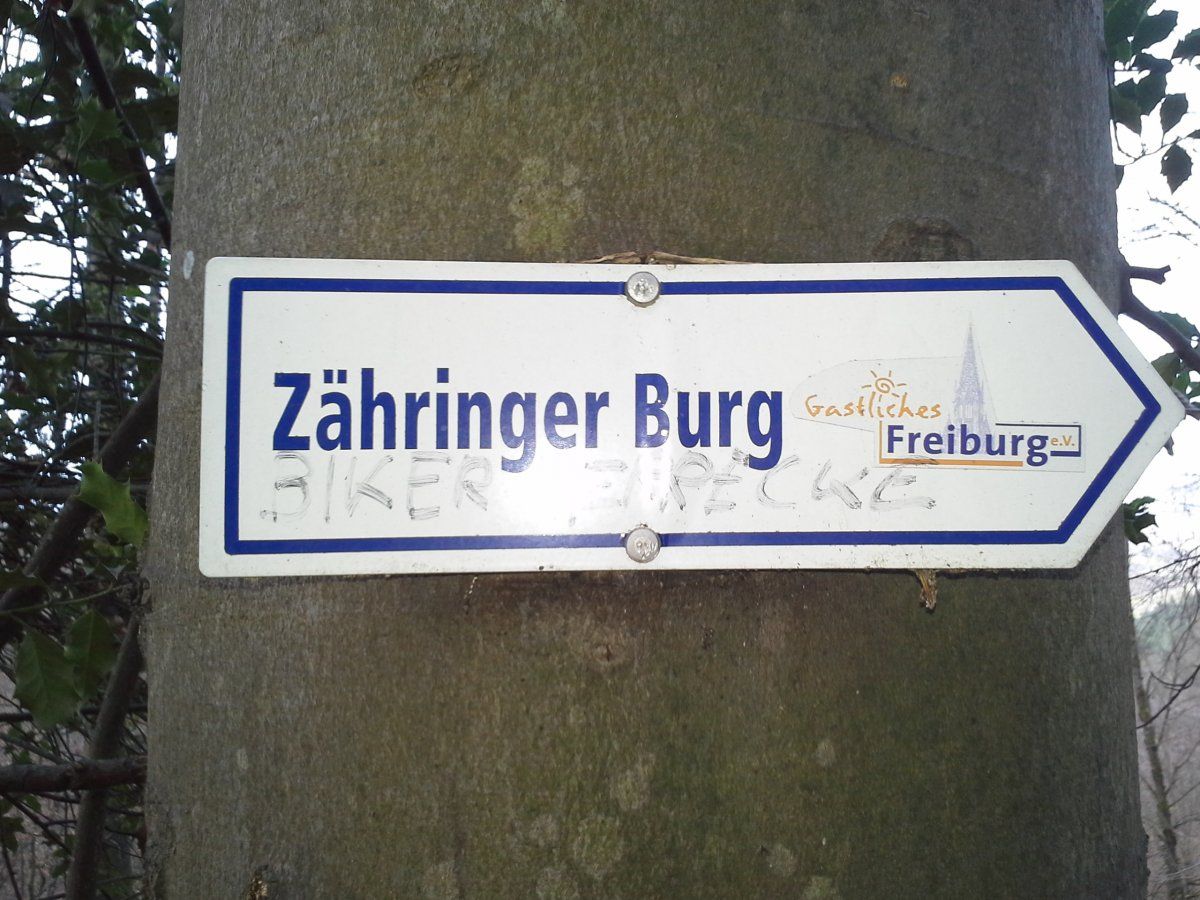 Zähringer Burg
Gastliches
Freiburg e.V.
BIKER